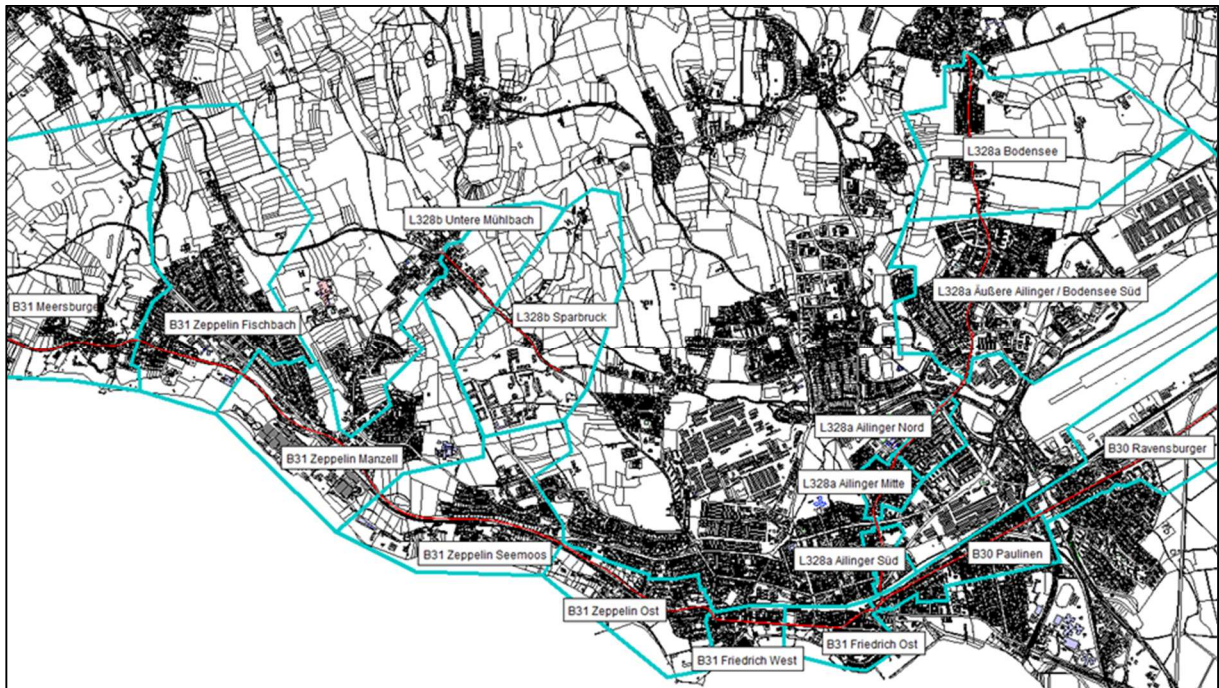 L328a Bodensee
L328b Untere Mühlbach
L328a Äußere Ailinger / Bodensee Süd
B31 Meersburge
L328b Sparbruck
B31 Zeppelin Fischbach
L328a Ailinger Nord
B30 Ravensburger
B31 Zeppelin Manzell
L328a Ailinger Mitte
B31 Zeppelin Seemoos
L328a Ailinger Süd
B30 Paulinen
B31 Zeppelin Ost
B31 Friedrich Ost
B31 Friedrich West